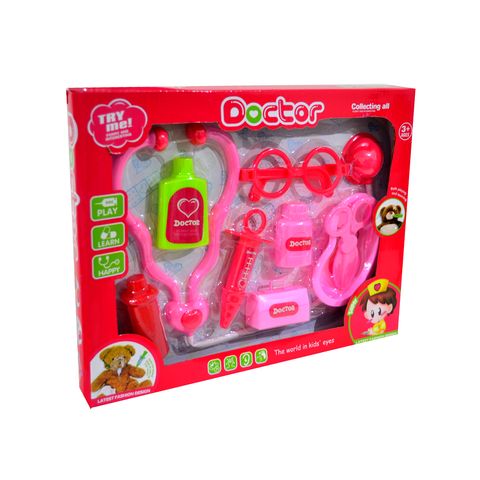 Doctor
Collecting all
TRY
me!
3+
PLAY
LEARN
HAPPY
DOCTOR
DOCTOR
DOCTOR
The world in kids' eyes
LATEST FASHION DESIGN